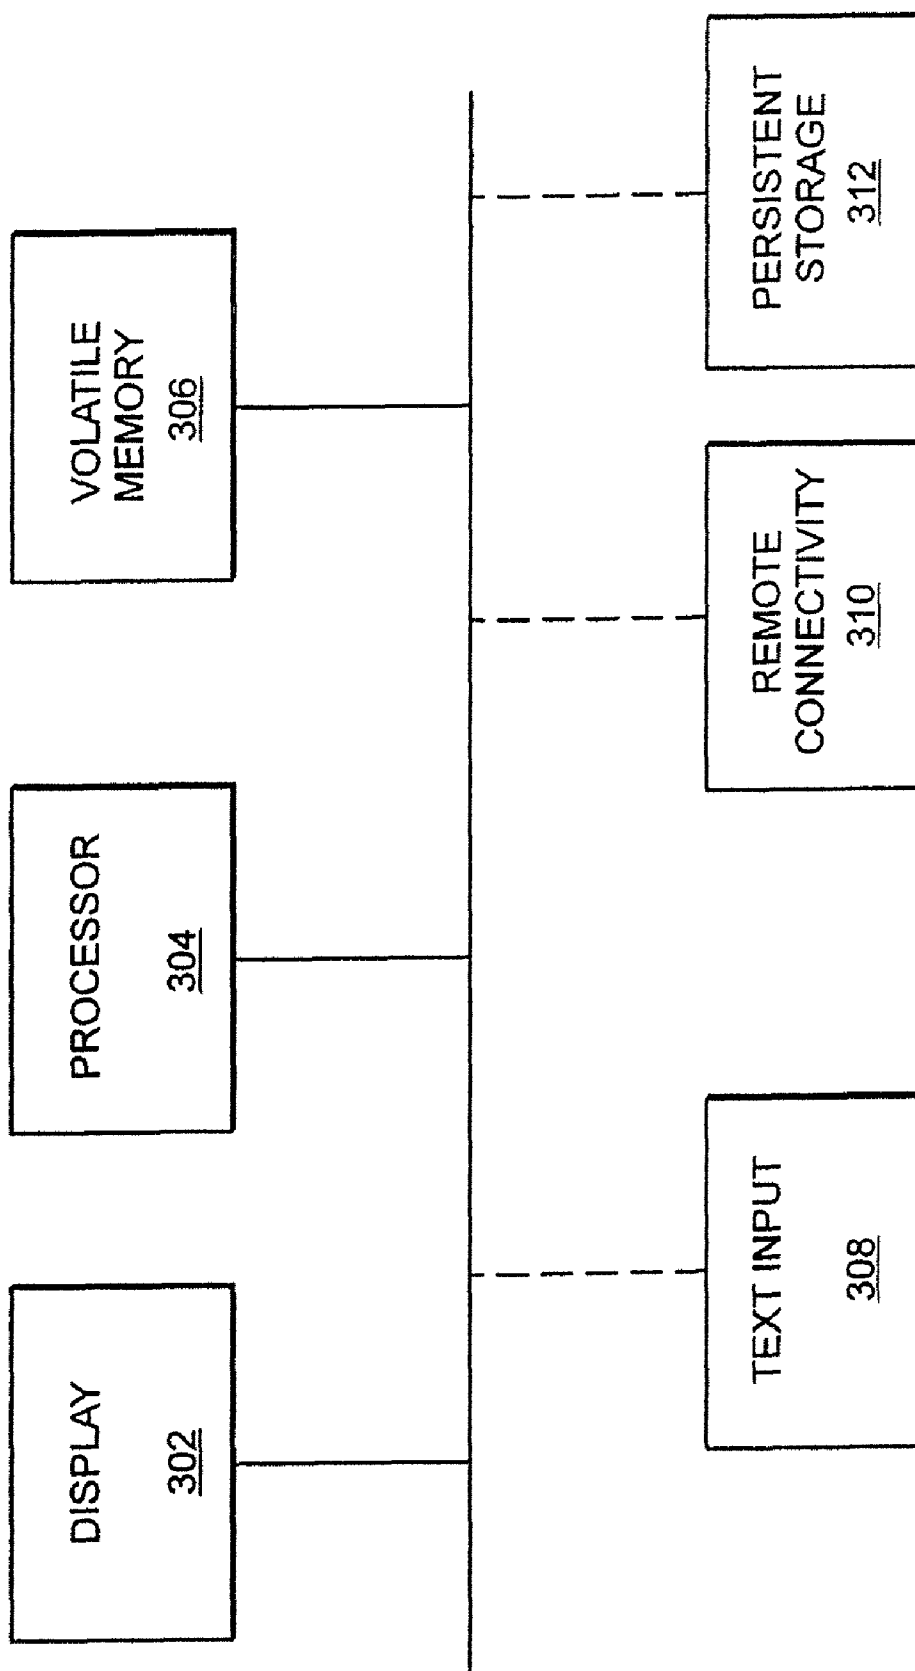 DISPLAY
302
PROCESSOR
304
VOLATILE
MEMORY
306
TEXT INPUT
308
REMOTE
CONNECTIVITY
310
PERSISTENT
STORAGE
312